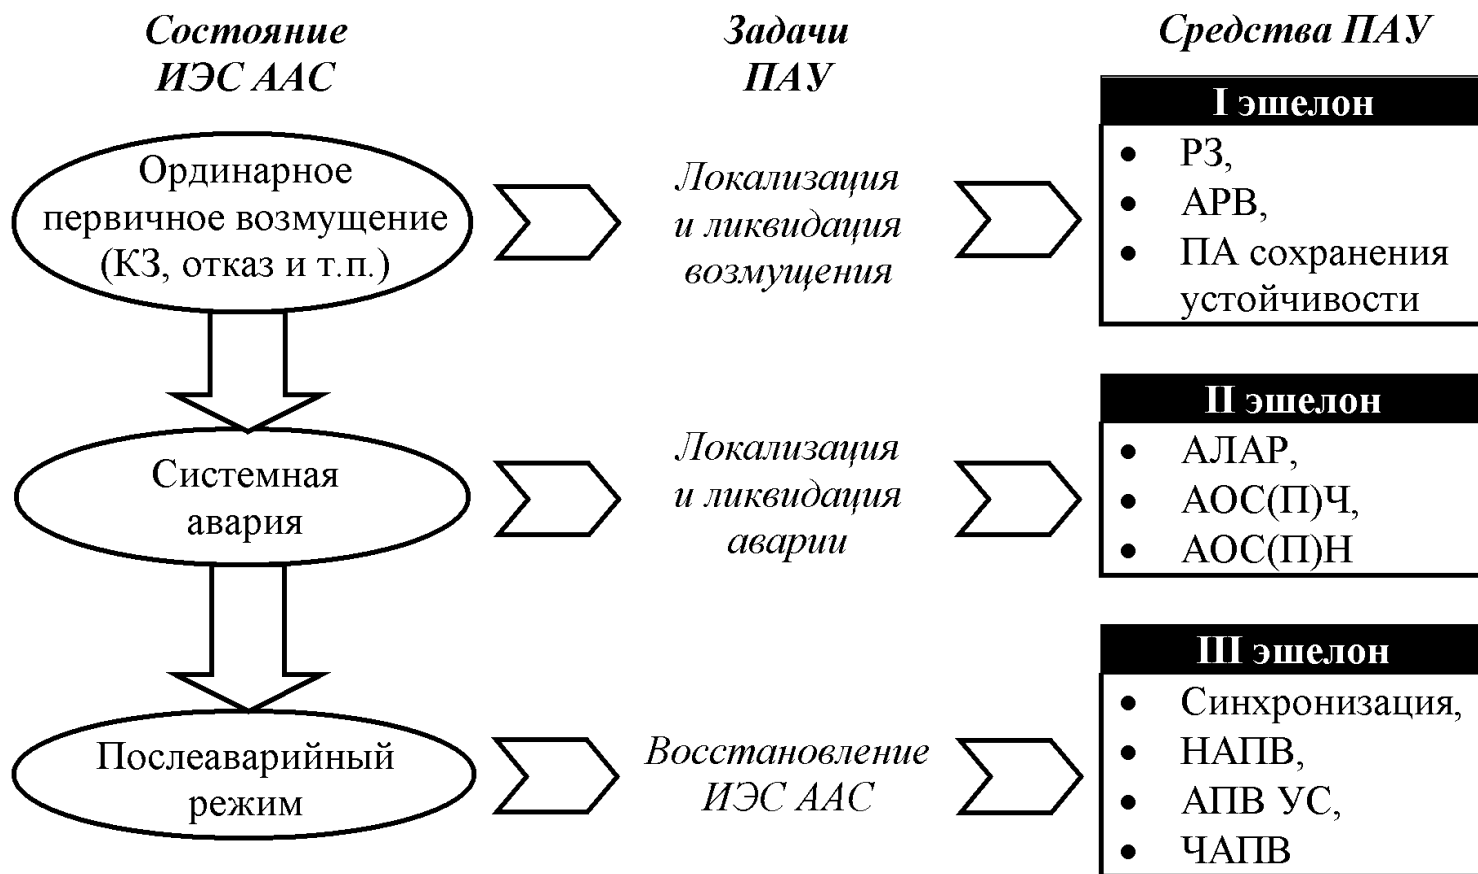 Состояние
ИЭС ААС
Задачи
ПАУ
Средства ПАУ
Ординарное
первичное возмущение
(КЗ, отказ и т.п.)
Локализация
и ликвидация
возмущения
I эшелон
• РЗ,
• АРВ,
• ПА сохранения
устойчивости
Системная
авария
Локализация
и ликвидация
аварии
II эшелон
• АЛАР,
• АОС(П)Ч,
• АОС(П)Н
Послеаварийный
режим
Восстановление
ИЭС ААС
III эшелон
• Синхронизация,
• НАПВ,
• АПВ УС,
• ЧАПВ